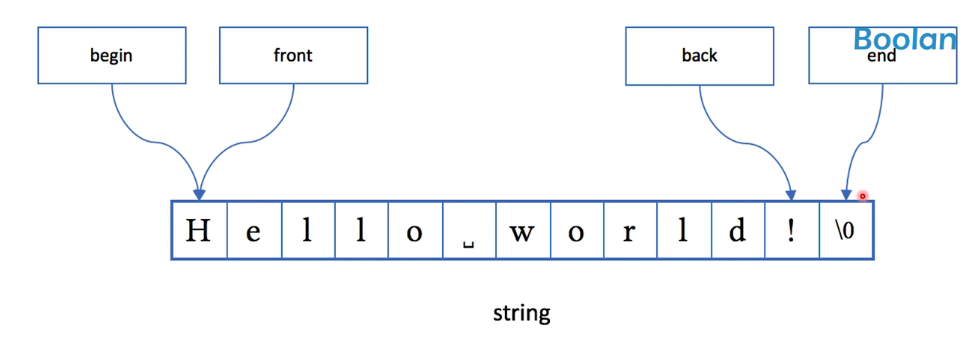 begin
front
back
Boolan
end
H e l l o ␣ w o r l d ! \0
string